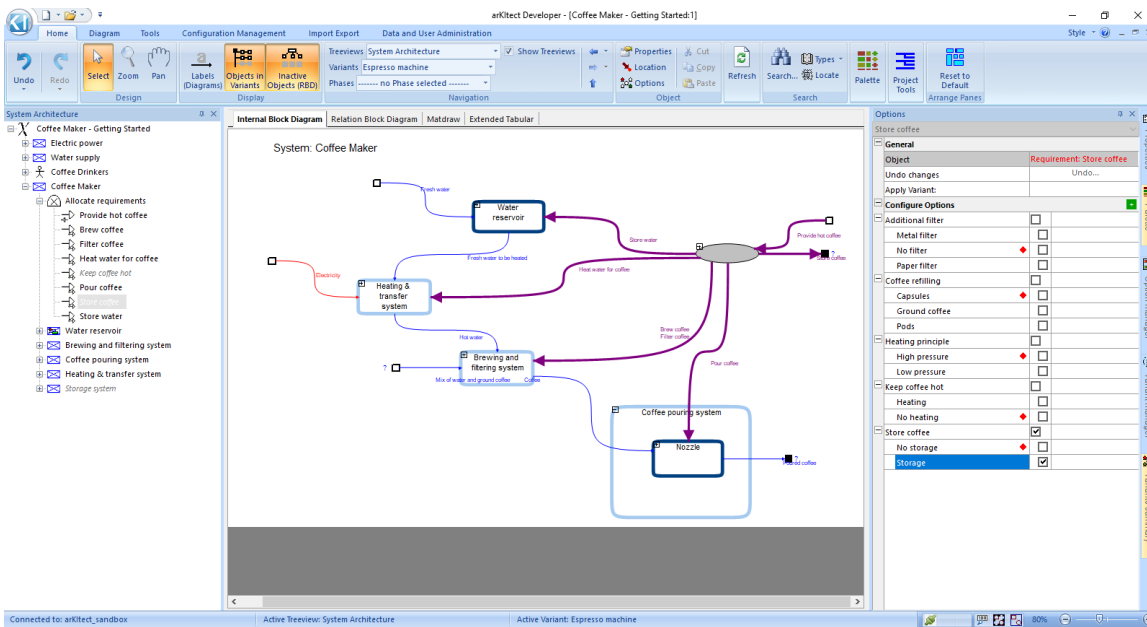 arKItect Developer - [Coffee Maker - Getting Started:1]
KI
Home Diagram Tools Configuration Management Import Export Data and User Administration Style
Treeviews System Architecture Show Treeviews Properties Cut
Variants Espresso machine Location Copy
Phases ------- no Phase selected ------- Options Paste
Undo Redo Select Zoom Pan Labels (Diagrams) Objects in Variants Inactive Objects (RBD) Refresh Search... Types Locate Palette Project Tools Reset to Default
Design Display Navigation Object Search Arrange Panes
System Architecture
Coffee Maker - Getting Started
Electric power
Water supply
Coffee Drinkers
Coffee Maker
Allocate requirements
Provide hot coffee
Brew coffee
Filter coffee
Heat water for coffee
Keep coffee hot
Pour coffee
Store coffee
Store water
Water reservoir
Brewing and filtering system
Coffee pouring system
Heating & transfer system
Storage system
Internal Block Diagram Relation Block Diagram Matdraw Extended Tabular
System: Coffee Maker
Fresh water
Water
reservoir
Provide hot coffee
Store water
?
Store coffee
Fresh water to be heated
Electricity
Heat water for coffee
Heating &
transfer
system
Hot water
Brew coffee
Filter coffee
Brewing and
filtering system
?
Pour coffee
Mix of water and ground coffee Coffee
Coffee pouring system
Nozzle
?
Poured coffee
Options
Store coffee
General
Object Requirement: Store coffee
Undo changes Undo...
Apply Variant:
Configure Options
Additional filter
Metal filter
No filter
Paper filter
Coffee refilling
Capsules
Ground coffee
Pods
Heating principle
High pressure
Low pressure
Keep coffee hot
Heating
No heating
Store coffee
No storage
Storage
Connected to: arKItect_sandbox Active Treeview: System Architecture Active Variant: Espresso machine 80%